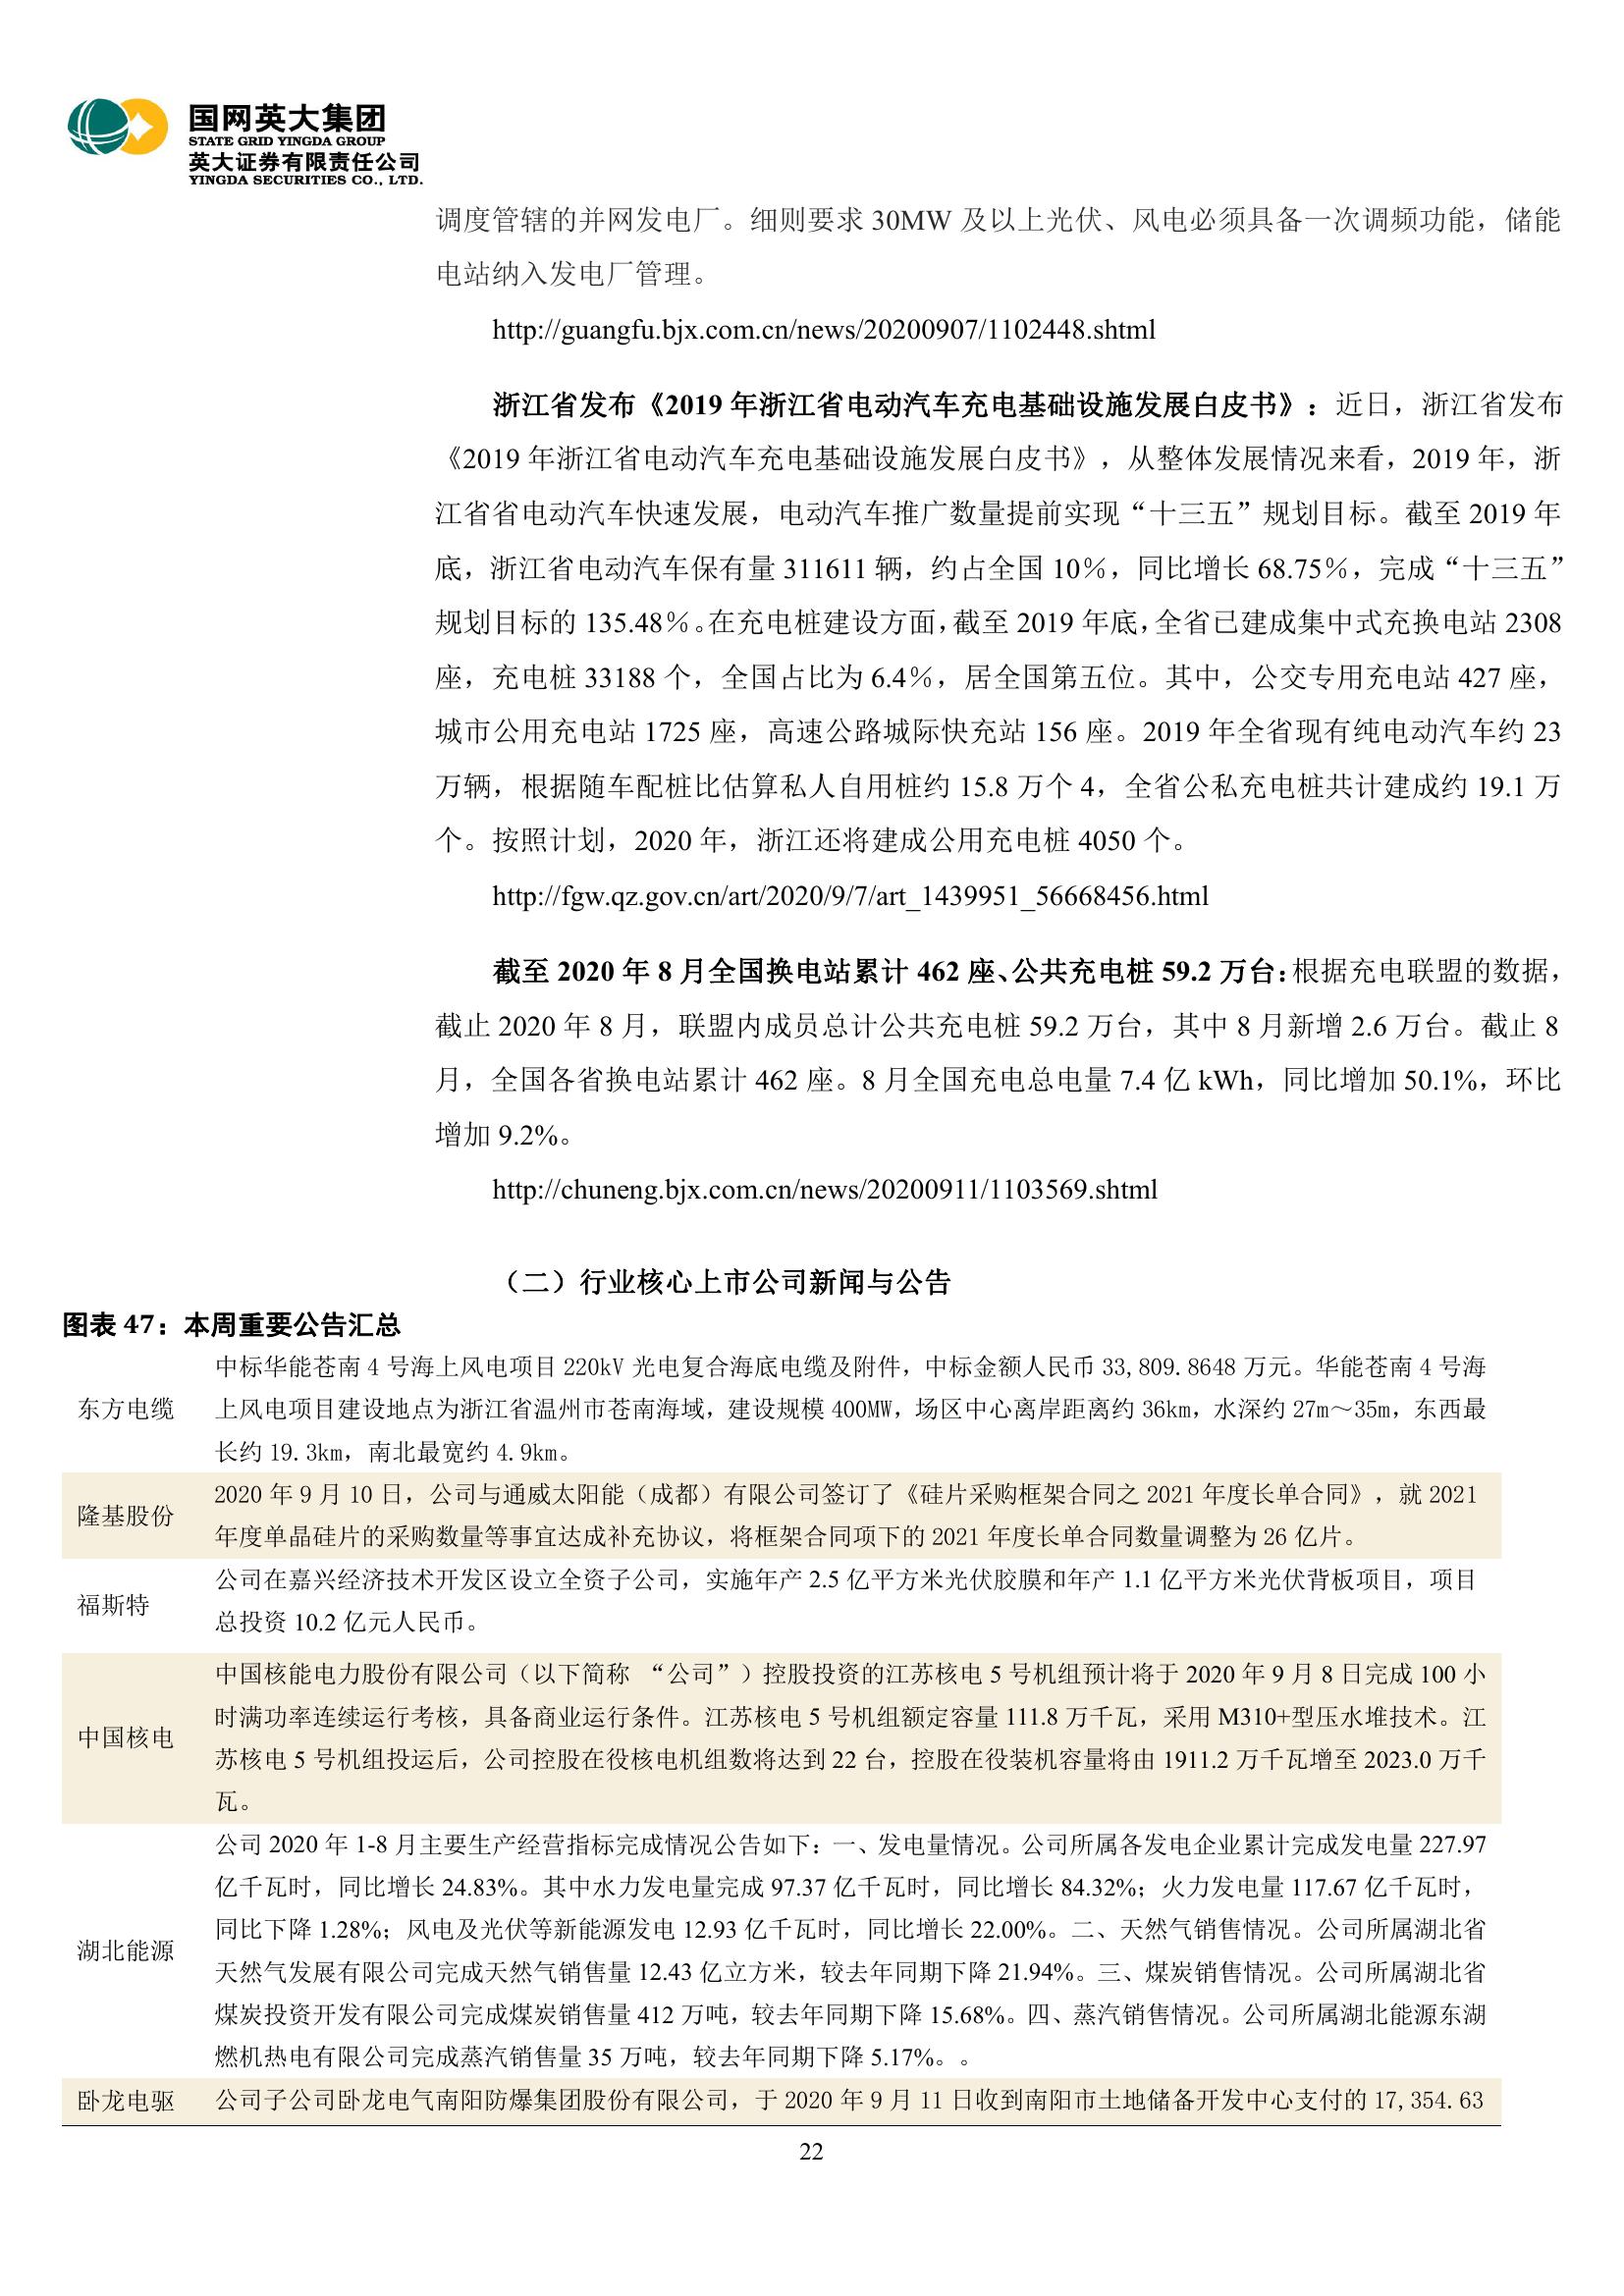 国网英大集团
STATE GRID YINGDA GROUP
英大证券有限责任公司
YINGDA SECURITIES CO., LTD.
调度管辖的并网发电厂。细则要求 30MW 及以上光伏、风电必须具备一次调频功能，储能
电站纳入发电厂管理。
http://guangfu.bjx.com.cn/news/20200907/1102448.shtml
浙江省发布《2019 年浙江省电动汽车充电基础设施发展白皮书》：近日，浙江省发布
《2019 年浙江省电动汽车充电基础设施发展白皮书》，从整体发展情况来看，2019 年，浙
江省省电动汽车快速发展，电动汽车推广数量提前实现“十三五”规划目标。截至 2019 年
底，浙江省电动汽车保有量 311611 辆，约占全国 10％，同比增长 68.75％，完成“十三五”
规划目标的 135.48％。在充电桩建设方面，截至 2019 年底，全省已建成集中式充换电站 2308
座，充电桩 33188 个，全国占比为 6.4％，居全国第五位。其中，公交专用充电站 427 座，
城市公用充电站 1725 座，高速公路城际快充站 156 座。2019 年全省现有纯电动汽车约 23
万辆，根据随车配桩比估算私人自用桩约 15.8 万个 4，全省公私充电桩共计建成约 19.1 万
个。按照计划，2020 年，浙江还将建成公用充电桩 4050 个。
http://fgw.qz.gov.cn/art/2020/9/7/art_1439951_56668456.html
截至 2020 年 8 月全国换电站累计 462 座、公共充电桩 59.2 万台：根据充电联盟的数据，
截止 2020 年 8 月，联盟内成员总计公共充电桩 59.2 万台，其中 8 月新增 2.6 万台。截止 8
月，全国各省换电站累计 462 座。8 月全国充电总电量 7.4 亿 kWh，同比增加 50.1%，环比
增加 9.2%。
http://chuneng.bjx.com.cn/news/20200911/1103569.shtml
（二）行业核心上市公司新闻与公告
图表 47：本周重要公告汇总
东方电缆
中标华能苍南 4 号海上风电项目 220kV 光电复合海底电缆及附件，中标金额人民币 33,809.8648 万元。华能苍南 4 号海
上风电项目建设地点为浙江省温州市苍南海域，建设规模 400MW，场区中心离岸距离约 36km，水深约 27m～35m，东西最
长约 19.3km，南北最宽约 4.9km。
隆基股份
2020 年 9 月 10 日，公司与通威太阳能（成都）有限公司签订了《硅片采购框架合同之 2021 年度长单合同》，就 2021
年度单晶硅片的采购数量等事宜达成补充协议，将框架合同项下的 2021 年度长单合同数量调整为 26 亿片。
福斯特
公司在嘉兴经济技术开发区设立全资子公司，实施年产 2.5 亿平方米光伏胶膜和年产 1.1 亿平方米光伏背板项目，项目
总投资 10.2 亿元人民币。
中国核电
中国核能电力股份有限公司（以下简称 “公司”）控股投资的江苏核电 5 号机组预计将于 2020 年 9 月 8 日完成 100 小
时满功率连续运行考核，具备商业运行条件。江苏核电 5 号机组额定容量 111.8 万千瓦，采用 M310+型压水堆技术。江
苏核电 5 号机组投运后，公司控股在役核电机组数将达到 22 台，控股在役装机容量将由 1911.2 万千瓦增至 2023.0 万千
瓦。
湖北能源
公司 2020 年 1-8 月主要生产经营指标完成情况公告如下：一、发电量情况。公司所属各发电企业累计完成发电量 227.97
亿千瓦时，同比增长 24.83%。其中水力发电量完成 97.37 亿千瓦时，同比增长 84.32%；火力发电量 117.67 亿千瓦时，
同比下降 1.28%；风电及光伏等新能源发电 12.93 亿千瓦时，同比增长 22.00%。二、天然气销售情况。公司所属湖北省
天然气发展有限公司完成天然气销售量 12.43 亿立方米，较去年同期下降 21.94%。三、煤炭销售情况。公司所属湖北省
煤炭投资开发有限公司完成煤炭销售量 412 万吨，较去年同期下降 15.68%。四、蒸汽销售情况。公司所属湖北能源东湖
燃机热电有限公司完成蒸汽销售量 35 万吨，较去年同期下降 5.17%。。
卧龙电驱
公司子公司卧龙电气南阳防爆集团股份有限公司，于 2020 年 9 月 11 日收到南阳市土地储备开发中心支付的 17,354.63
22